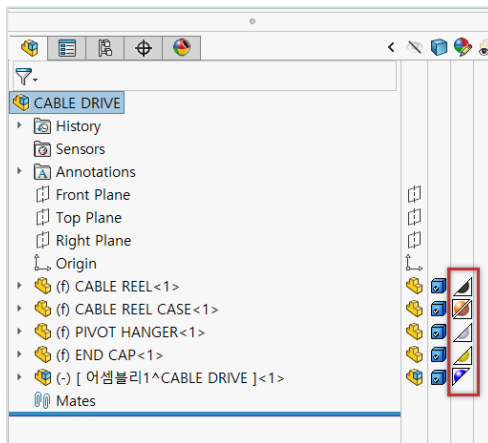 CABLE DRIVE
History
Sensors
Annotations
Front Plane
Top Plane
Right Plane
Origin
(f) CABLE REEL<1>
(f) CABLE REEL CASE<1>
(f) PIVOT HANGER<1>
(f) END CAP<1>
(-) [ 어셈블리1^CABLE DRIVE ]<1>
Mates